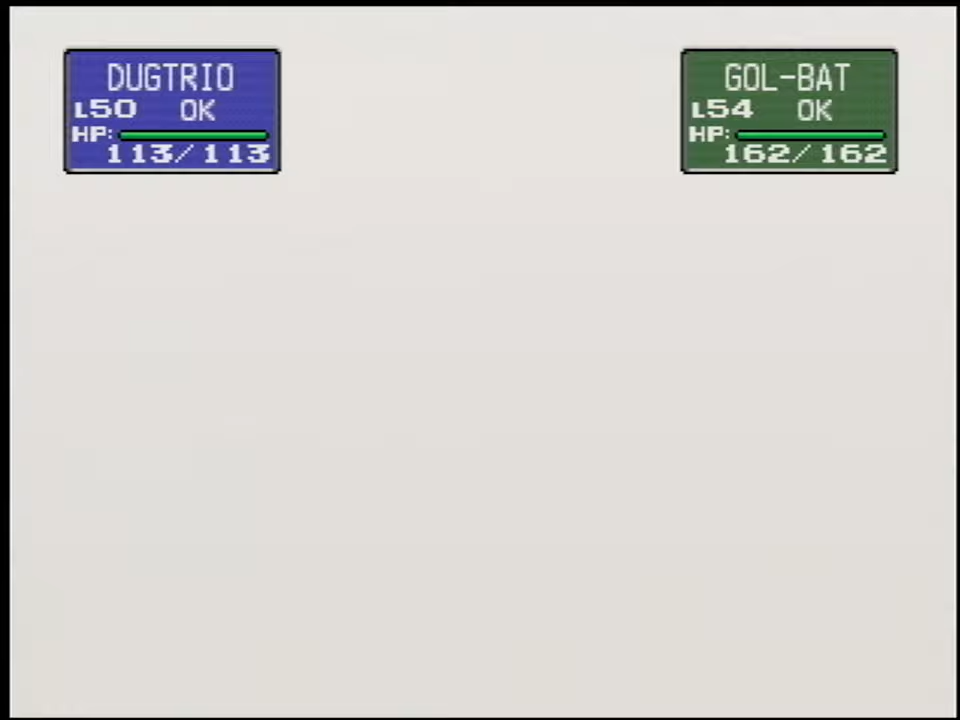 DUGTRIO
L50 OK
HP:
113/113
GOL-BAT
L54 OK
HP:
162/162